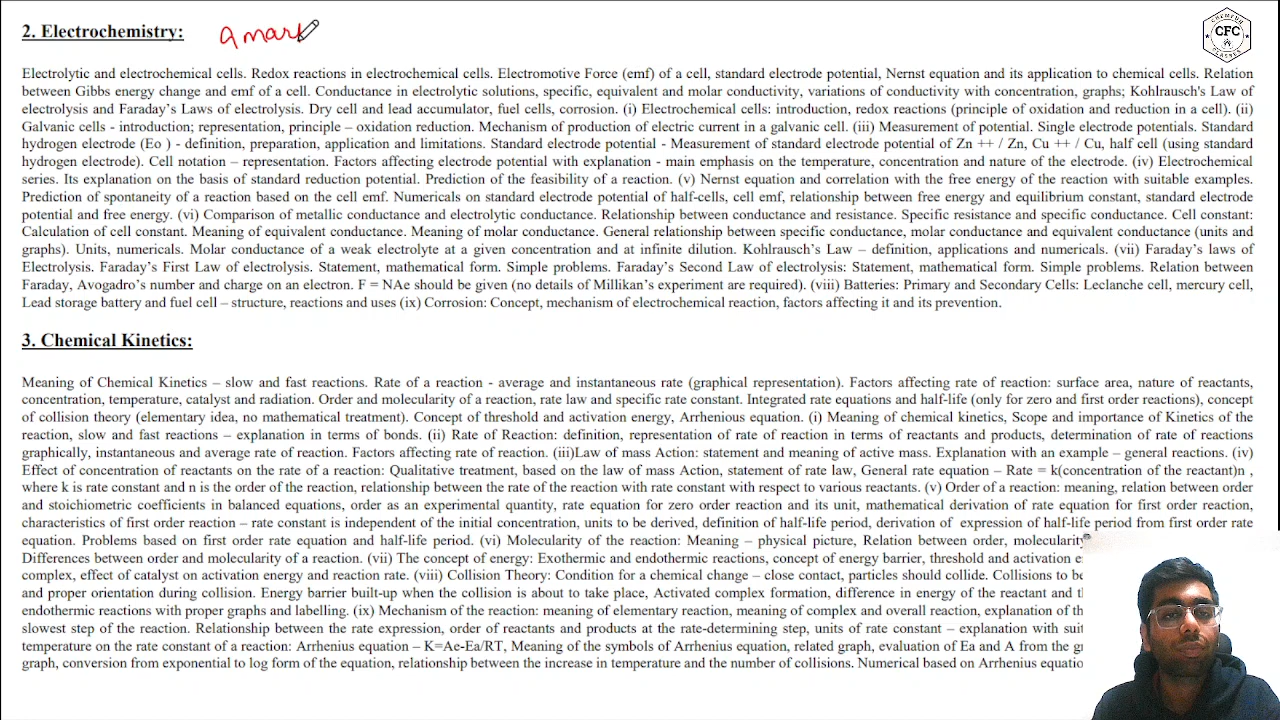 2. Electrochemistry:
9 mark
CHEMFUN
CFC
CLASSES
Electrolytic and electrochemical cells. Redox reactions in electrochemical cells. Electromotive Force (emf) of a cell, standard electrode potential, Nernst equation and its application to chemical cells. Relation
between Gibbs energy change and emf of a cell. Conductance in electrolytic solutions, specific, equivalent and molar conductivity, variations of conductivity with concentration, graphs; Kohlrausch's Law of
electrolysis and Faraday's Laws of electrolysis. Dry cell and lead accumulator, fuel cells, corrosion. (i) Electrochemical cells: introduction, redox reactions (principle of oxidation and reduction in a cell). (ii)
Galvanic cells - introduction; representation, principle – oxidation reduction. Mechanism of production of electric current in a galvanic cell. (iii) Measurement of potential. Single electrode potentials. Standard
hydrogen electrode (Eo ) - definition, preparation, application and limitations. Standard electrode potential - Measurement of standard electrode potential of Zn ++ / Zn, Cu ++ / Cu, half cell (using standard
hydrogen electrode). Cell notation – representation. Factors affecting electrode potential with explanation - main emphasis on the temperature, concentration and nature of the electrode. (iv) Electrochemical
series. Its explanation on the basis of standard reduction potential. Prediction of the feasibility of a reaction. (v) Nernst equation and correlation with the free energy of the reaction with suitable examples.
Prediction of spontaneity of a reaction based on the cell emf. Numericals on standard electrode potential of half-cells, cell emf, relationship between free energy and equilibrium constant, standard electrode
potential and free energy. (vi) Comparison of metallic conductance and electrolytic conductance. Relationship between conductance and resistance. Specific resistance and specific conductance. Cell constant:
Calculation of cell constant. Meaning of equivalent conductance. Meaning of molar conductance. General relationship between specific conductance, molar conductance and equivalent conductance (units and
graphs). Units, numericals. Molar conductance of a weak electrolyte at a given concentration and at infinite dilution. Kohlrausch's Law – definition, applications and numericals. (vii) Faraday's laws of
Electrolysis. Faraday's First Law of electrolysis. Statement, mathematical form. Simple problems. Faraday's Second Law of electrolysis: Statement, mathematical form. Simple problems. Relation between
Faraday, Avogadro's number and charge on an electron. F = NAe should be given (no details of Millikan's experiment are required). (viii) Batteries: Primary and Secondary Cells: Leclanche cell, mercury cell,
Lead storage battery and fuel cell – structure, reactions and uses (ix) Corrosion: Concept, mechanism of electrochemical reaction, factors affecting it and its prevention.
3. Chemical Kinetics:
Meaning of Chemical Kinetics – slow and fast reactions. Rate of a reaction - average and instantaneous rate (graphical representation). Factors affecting rate of reaction: surface area, nature of reactants,
concentration, temperature, catalyst and radiation. Order and molecularity of a reaction, rate law and specific rate constant. Integrated rate equations and half-life (only for zero and first order reactions), concept
of collision theory (elementary idea, no mathematical treatment). Concept of threshold and activation energy, Arrhenious equation. (i) Meaning of chemical kinetics, Scope and importance of Kinetics of the
reaction, slow and fast reactions – explanation in terms of bonds. (ii) Rate of Reaction: definition, representation of rate of reaction in terms of reactants and products, determination of rate of reactions
graphically, instantaneous and average rate of reaction. Factors affecting rate of reaction. (iii)Law of mass Action: statement and meaning of active mass. Explanation with an example – general reactions. (iv)
Effect of concentration of reactants on the rate of a reaction: Qualitative treatment, based on the law of mass Action, statement of rate law, General rate equation – Rate = k(concentration of the reactant)n ,
where k is rate constant and n is the order of the reaction, relationship between the rate of the reaction with rate constant with respect to various reactants. (v) Order of a reaction: meaning, relation between order
and stoichiometric coefficients in balanced equations, order as an experimental quantity, rate equation for zero order reaction and its unit, mathematical derivation of rate equation for first order reaction,
characteristics of first order reaction – rate constant is independent of the initial concentration, units to be derived, definition of half-life period, derivation of expression of half-life period from first order rate
equation. Problems based on first order rate equation and half-life period. (vi) Molecularity of the reaction: Meaning – physical picture, Relation between order, molecularity
Differences between order and molecularity of a reaction. (vii) The concept of energy: Exothermic and endothermic reactions, concept of energy barrier, threshold and activation e
complex, effect of catalyst on activation energy and reaction rate. (viii) Collision Theory: Condition for a chemical change – close contact, particles should collide. Collisions to be
and proper orientation during collision. Energy barrier built-up when the collision is about to take place, Activated complex formation, difference in energy of the reactant and t
endothermic reactions with proper graphs and labelling. (ix) Mechanism of the reaction: meaning of elementary reaction, meaning of complex and overall reaction, explanation of th
slowest step of the reaction. Relationship between the rate expression, order of reactants and products at the rate-determining step, units of rate constant – explanation with suit
temperature on the rate constant of a reaction: Arrhenius equation – K=Ae-Ea/RT, Meaning of the symbols of Arrhenius equation, related graph, evaluation of Ea and A from the g
graph, conversion from exponential to log form of the equation, relationship between the increase in temperature and the number of collisions. Numerical based on Arrhenius equatio